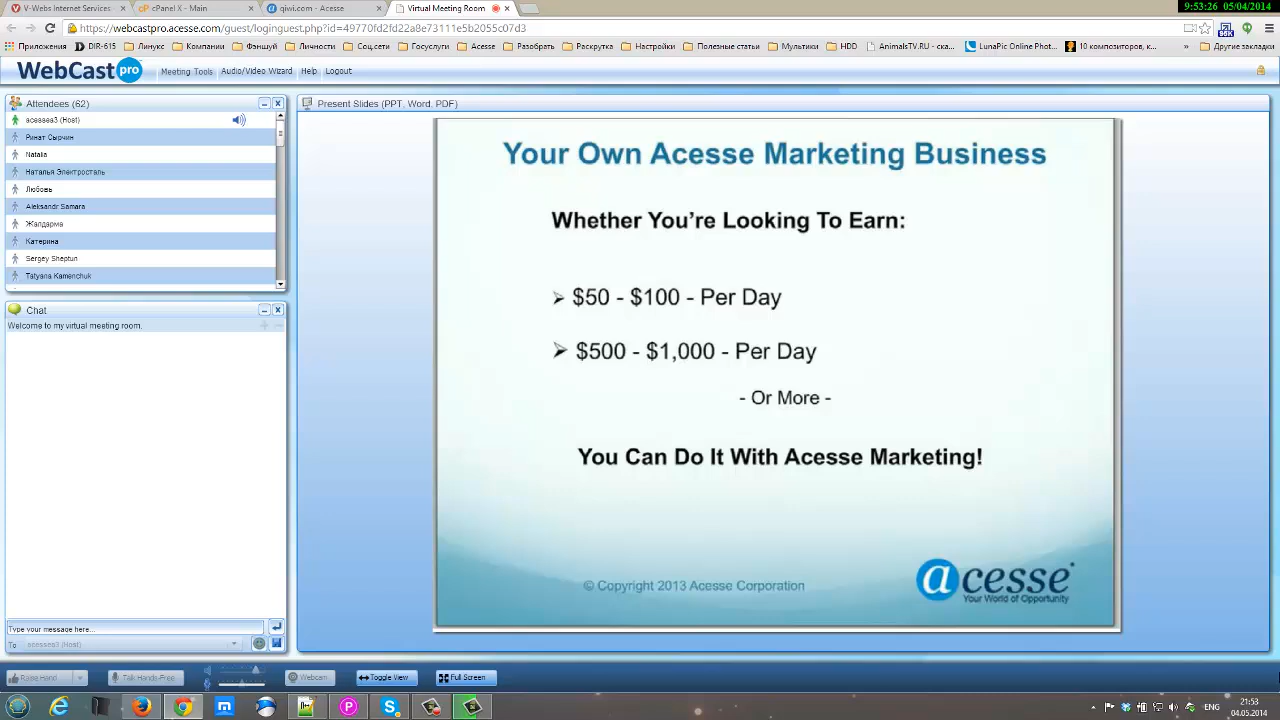 9:53:26 05/04/2014
V-Webs Internet Services
cPanel X - Main
qiwi.com - Acesse
Virtual Meeting Room
https://webcastpro.acesse.com/guest/loginguest.php?id=49770fd2fd22a8e73111e5b2055c07d3
Приложения DIR-615 Линукс Компании Фэншуй Личности Соц.сети Госуслуги Acesse Разобрать Раскрутка Настройки Полезные статьи Мультики HDD AnimalsTV.RU - ска... LunaPic Online Phot... 10 композиторов, к... » Другие закладки
WebCast pro Meeting Tools Audio/Video Wizard Help Logout
Attendees (62)
acessea3 (Host)
Ринат Сырчин
Natalia
Наталья Электросталь
Любовь
Aleksandr Samara
Жалдарма
Катерина
Sergey Sheptun
Tatyana Kamenchuk
Chat
Welcome to my virtual meeting room.
Type your message here...
To acessea3 (Host)
Present Slides (PPT, Word, PDF)
Your Own Acesse Marketing Business
Whether You're Looking To Earn:
➢ $50 - $100 - Per Day
➢ $500 - $1,000 - Per Day
- Or More -
You Can Do It With Acesse Marketing!
© Copyright 2013 Acesse Corporation
acesse
Your World of Opportunity
Raise Hand Talk Hands-Free Webcam Toggle View Full Screen
ENG
21:53
04.05.2014